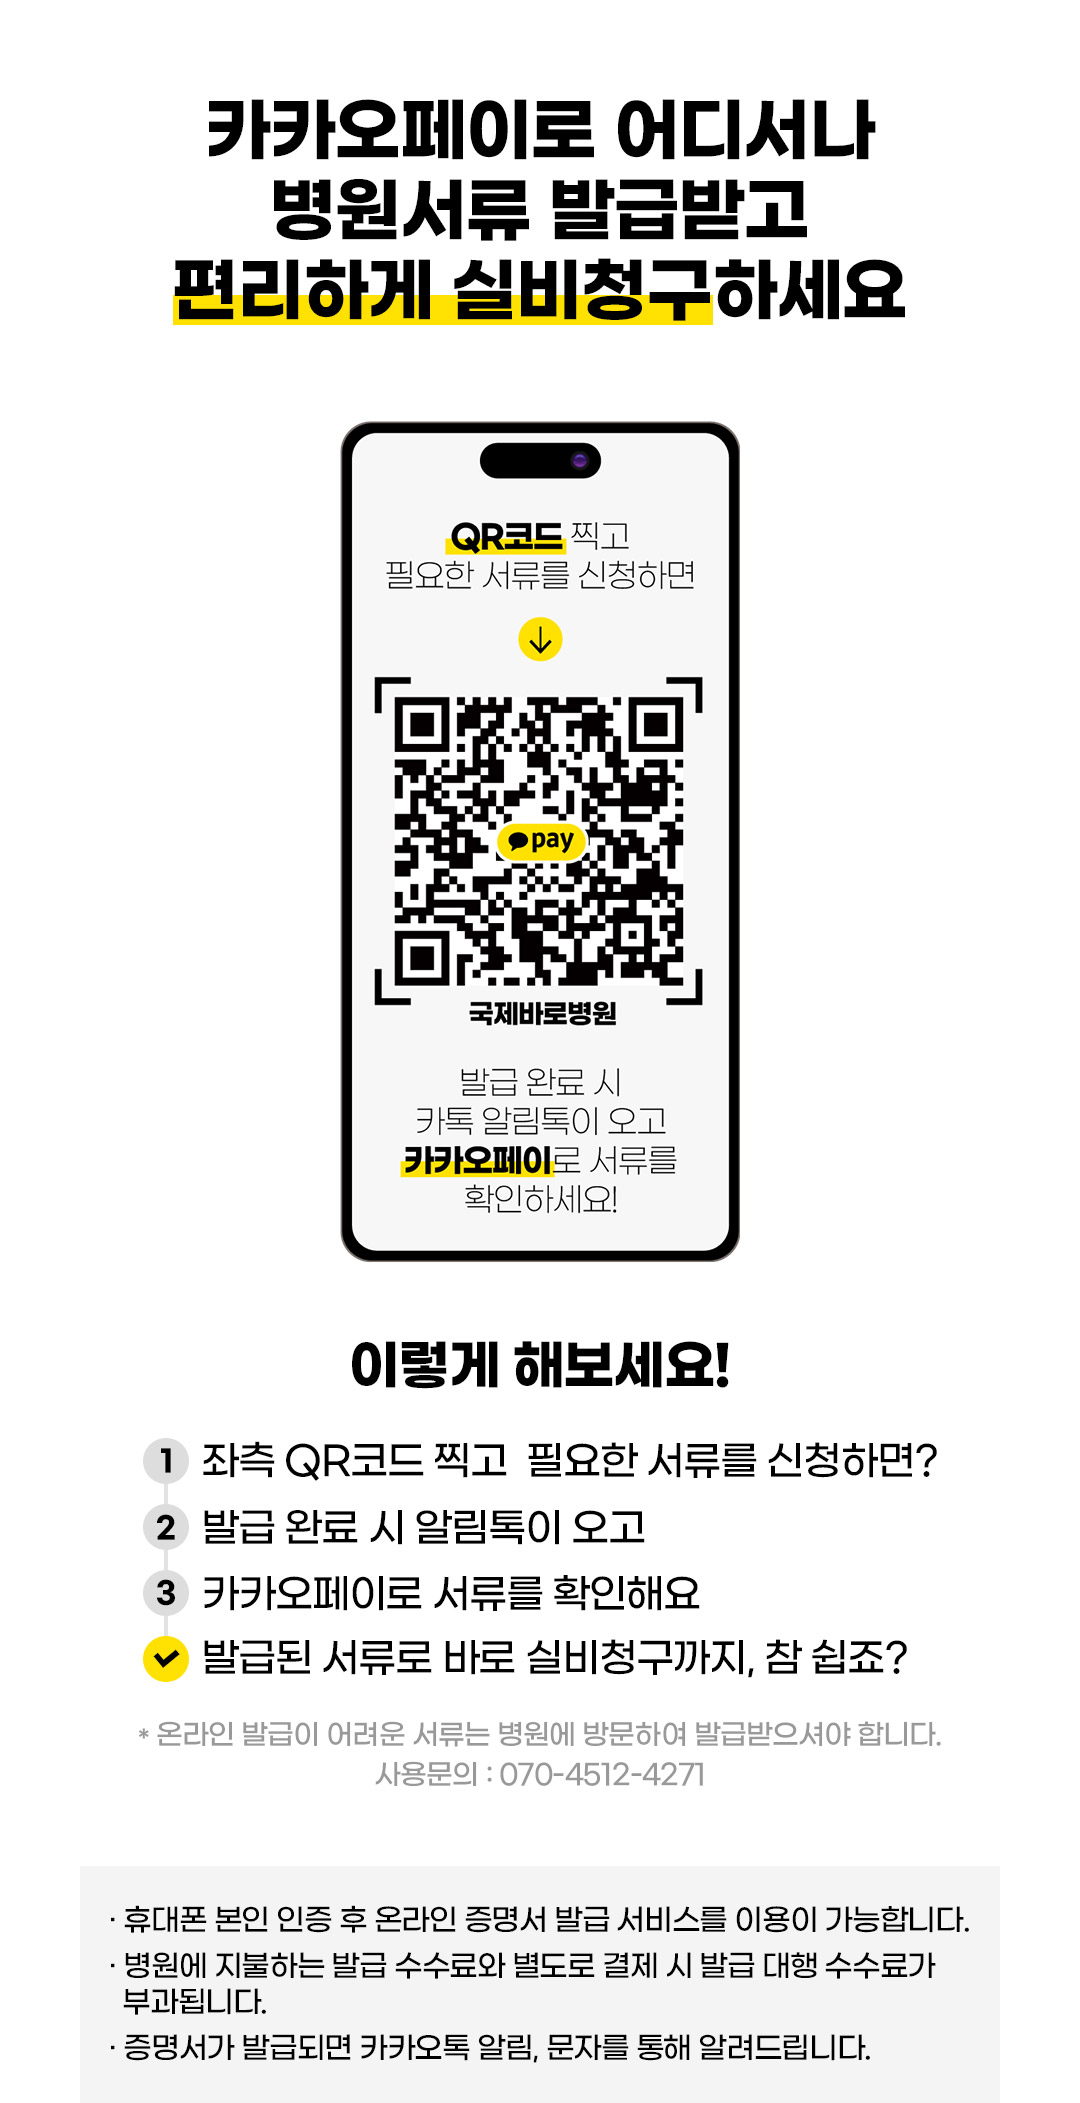 카카오페이로 어디서나
병원서류 발급받고
편리하게 실비청구하세요
QR코드 찍고
필요한 서류를 신청하면
pay
국제바로병원
발급 완료 시
카톡 알림톡이 오고
카카오페이로 서류를
확인하세요!
이렇게 해보세요!
1 좌측 QR코드 찍고 필요한 서류를 신청하면?
2 발급 완료 시 알림톡이 오고
3 카카오페이로 서류를 확인해요
발급된 서류로 바로 실비청구까지, 참 쉽죠?
* 온라인 발급이 어려운 서류는 병원에 방문하여 발급받으셔야 합니다.
사용문의 : 070-4512-4271
· 휴대폰 본인 인증 후 온라인 증명서 발급 서비스를 이용이 가능합니다.
· 병원에 지불하는 발급 수수료와 별도로 결제 시 발급 대행 수수료가
부과됩니다.
· 증명서가 발급되면 카카오톡 알림, 문자를 통해 알려드립니다.